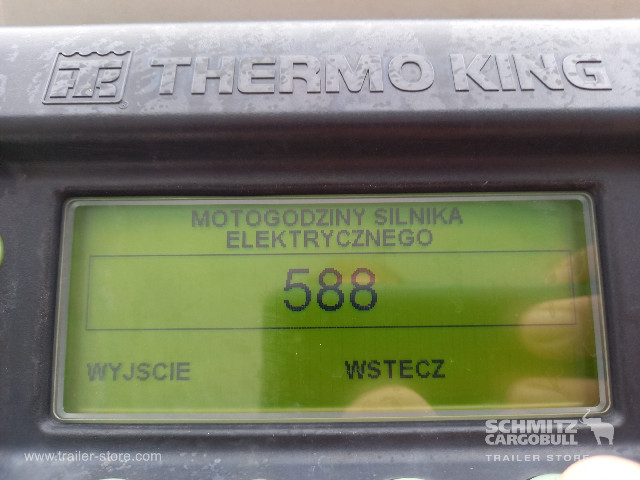 THERMO KING
MOTOGODZINY SILNIKA
ELEKTRYCZNEGO
588
WYJSCIE WSTECZ
SCHMITZ
CARGOBULL
TRAILER STORE
www.trailer-store.com